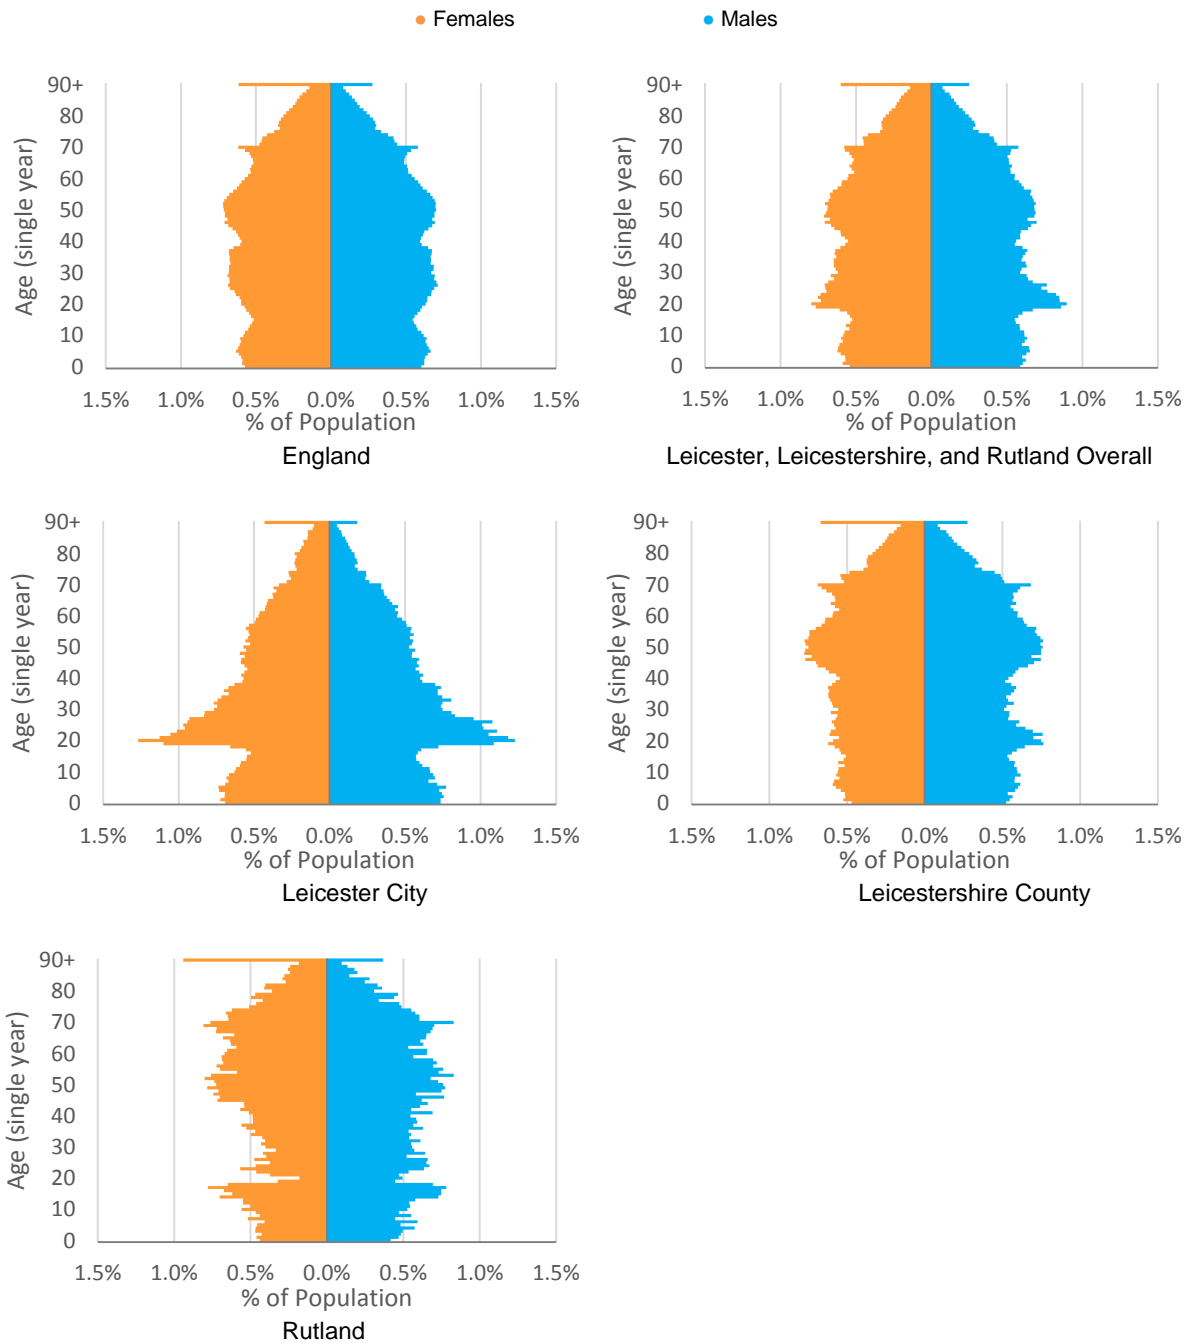 Females
Males
90+
80
70
60
50
40
30
20
10
0
Age (single year)
1.5% 1.0% 0.5% 0.0% 0.5% 1.0% 1.5%
% of Population
England
90+
80
70
60
50
40
30
20
10
0
Age (single year)
1.5% 1.0% 0.5% 0.0% 0.5% 1.0% 1.5%
% of Population
Leicester, Leicestershire, and Rutland Overall
90+
80
70
60
50
40
30
20
10
0
Age (single year)
1.5% 1.0% 0.5% 0.0% 0.5% 1.0% 1.5%
% of Population
Leicester City
90+
80
70
60
50
40
30
20
10
0
Age (single year)
1.5% 1.0% 0.5% 0.0% 0.5% 1.0% 1.5%
% of Population
Leicestershire County
90+
80
70
60
50
40
30
20
10
0
Age (single year)
1.5% 1.0% 0.5% 0.0% 0.5% 1.0% 1.5%
% of Population
Rutland